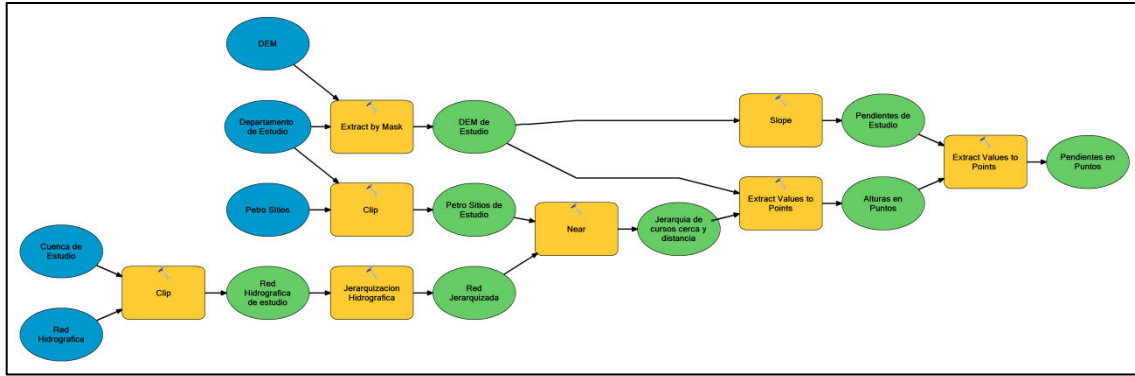 DEM
Departamento
de Estudio
Extract by Mask
DEM de
Estudio
Slope
Pendientes de
Estudio
Extract Values to
Points
Pendientes en
Puntos
Petro Sitios
Clip
Petro Sitios de
Estudio
Near
Jerarquia de
cursos cerca y
distancia
Extract Values to
Points
Alturas en
Puntos
Cuenca de
Estudio
Red
Hidrografica
Clip
Red
Hidrografica
de estudio
Jerarquizacion
Hidrografica
Red
Jerarquizada